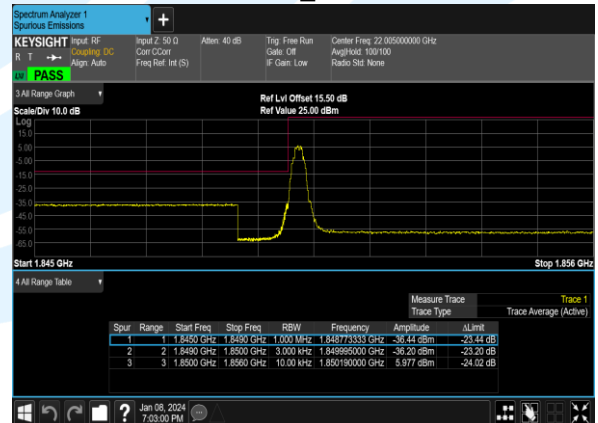 Spectrum Analyzer 1
Spurious Emissions
KEYSIGHT Input: RF Input Z: 50 Ω Atten: 40 dB Trig: Free Run Center Freq: 22.005000000 GHz
R T Coupling: DC Corr CCorr Gate: Off Avg|Hold: 100/100
Align: Auto Freq Ref: Int (S) IF Gain: Low Radio Std: None
PASS
3 All Range Graph
Ref Lvl Offset 15.50 dB
Scale/Div 10.0 dB Ref Value 25.00 dBm
Log
15.0
5.00
-5.00
-15.0
-25.0
-35.0
-45.0
-55.0
-65.0
Start 1.845 GHz Stop 1.856 GHz
4 All Range Table
Measure Trace Trace 1
Trace Type Trace Average (Active)
Spur Range Start Freq Stop Freq RBW Frequency Amplitude ΔLimit
1 1 1.8450 GHz 1.8490 GHz 1.000 MHz 1.848773333 GHz -36.44 dBm -23.44 dB
2 2 1.8490 GHz 1.8500 GHz 3.000 kHz 1.849995000 GHz -36.20 dBm -23.20 dB
3 3 1.8500 GHz 1.8560 GHz 10.00 kHz 1.850190000 GHz 5.977 dBm -24.02 dB
? Jan 08, 2024
7:03:00 PM